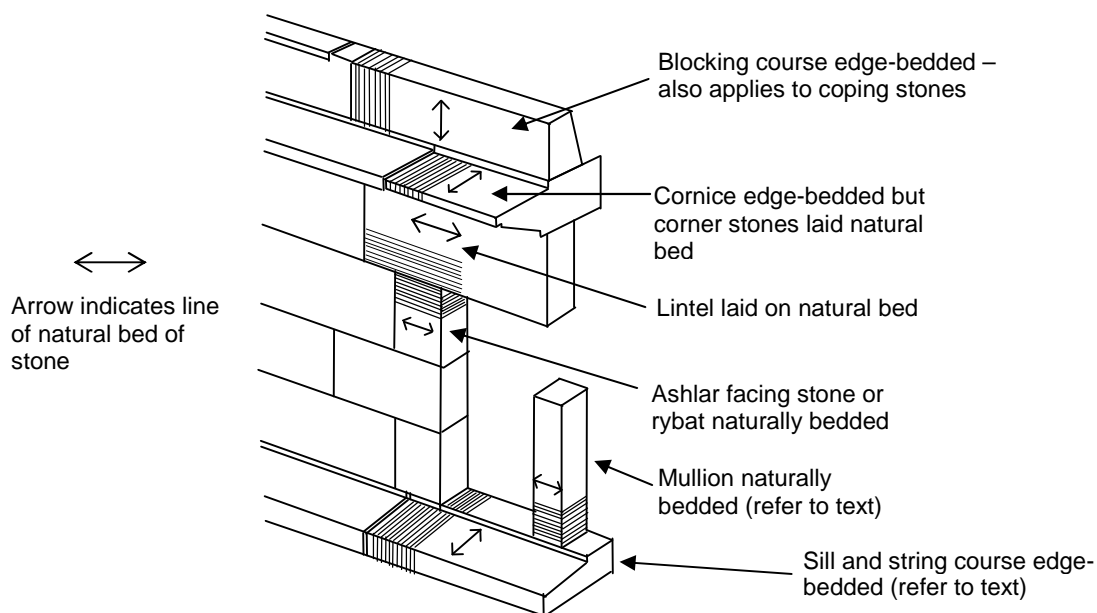 Blocking course edge-bedded –
also applies to coping stones
Cornice edge-bedded but
corner stones laid natural
bed
Arrow indicates line
of natural bed of
stone
Lintel laid on natural bed
Ashlar facing stone or
rybat naturally bedded
Mullion naturally
bedded (refer to text)
Sill and string course edge-
bedded (refer to text)